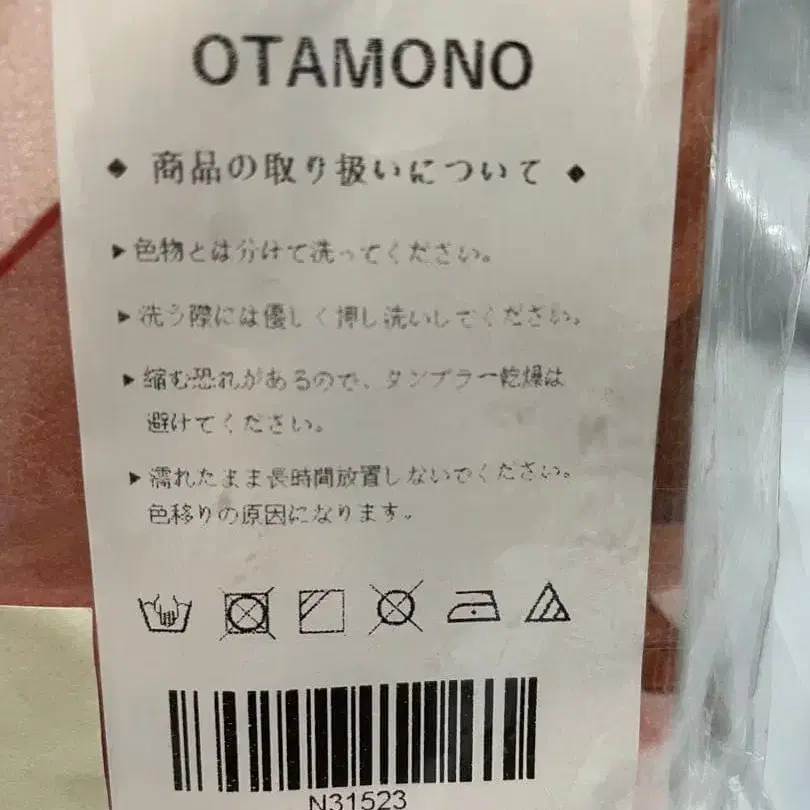 OTAMONO
◆ 商品の取り扱いについて ◆
▶色物とは分けて洗ってください。
▶洗う際には優しく押し洗いしてください。
▶縮む恐れがあるので、タンブラー乾燥は
避けてください。
▶濡れたまま長時間放置しないでください。
色移りの原因になります。
N31523